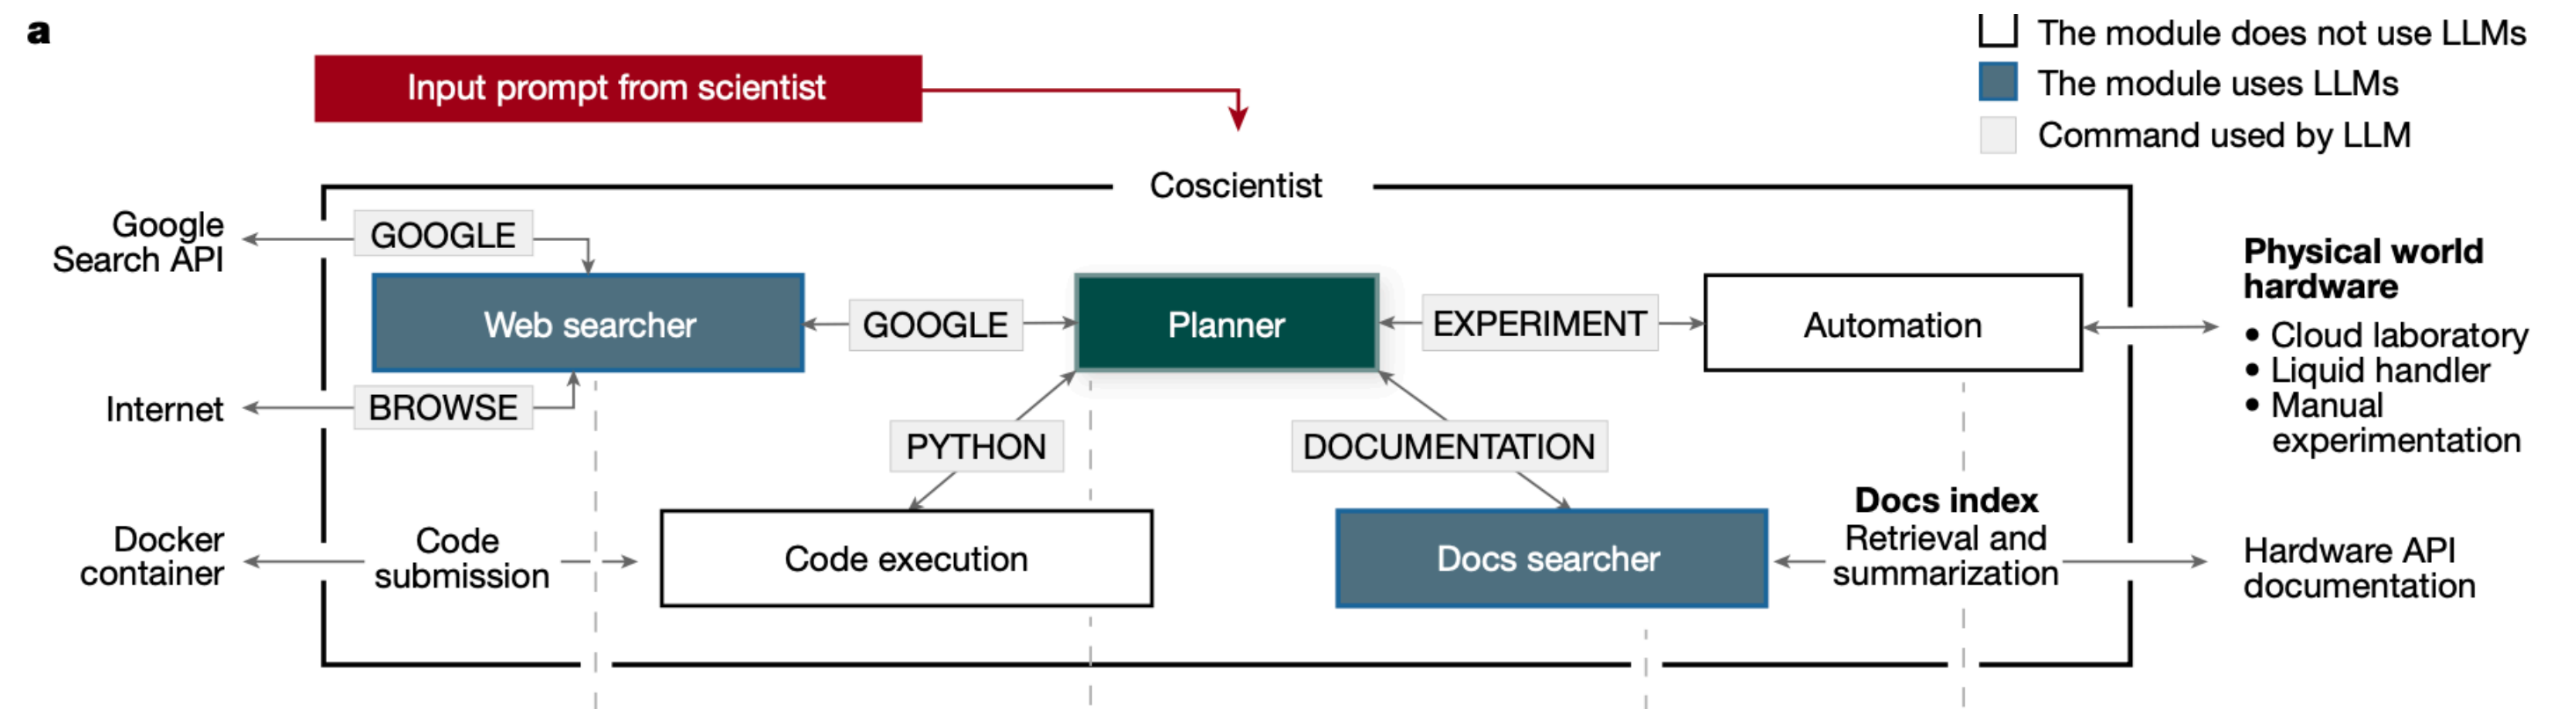 a
The module does not use LLMs
Input prompt from scientist
The module uses LLMs
Command used by LLM
Coscientist
Google
Search API
GOOGLE
Web searcher
GOOGLE
Planner
EXPERIMENT
Automation
Physical world
hardware
• Cloud laboratory
• Liquid handler
• Manual
experimentation
Internet
BROWSE
PYTHON
DOCUMENTATION
Docker
container
Code
submission
Code execution
Docs searcher
Docs index
Retrieval and
summarization
Hardware API
documentation